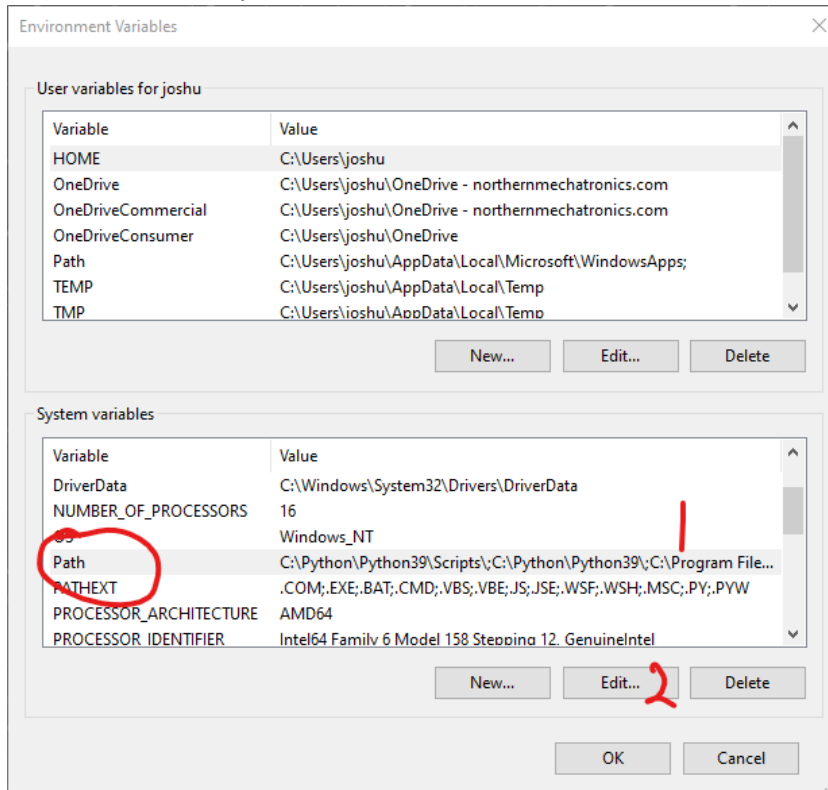 Environment Variables
User variables for joshu
Variable Value
HOME C:\Users\joshu
OneDrive C:\Users\joshu\OneDrive - northernmechatronics.com
OneDriveCommercial C:\Users\joshu\OneDrive - northernmechatronics.com
OneDriveConsumer C:\Users\joshu\OneDrive
Path C:\Users\joshu\AppData\Local\Microsoft\WindowsApps;
TEMP C:\Users\joshu\AppData\Local\Temp
TMP C:\Users\joshu\AppData\Local\Temp
New... Edit... Delete
System variables
Variable Value
DriverData C:\Windows\System32\Drivers\DriverData
NUMBER_OF_PROCESSORS 16
OS Windows_NT
1
Path C:\Python\Python39\Scripts\;C:\Python\Python39\;C:\Program File...
PATHEXT .COM;.EXE;.BAT;.CMD;.VBS;.VBE;.JS;.JSE;.WSF;.WSH;.MSC;.PY;.PYW
PROCESSOR_ARCHITECTURE AMD64
PROCESSOR_IDENTIFIER Intel64 Family 6 Model 158 Stepping 12, GenuineIntel
New... Edit... 2 Delete
OK Cancel